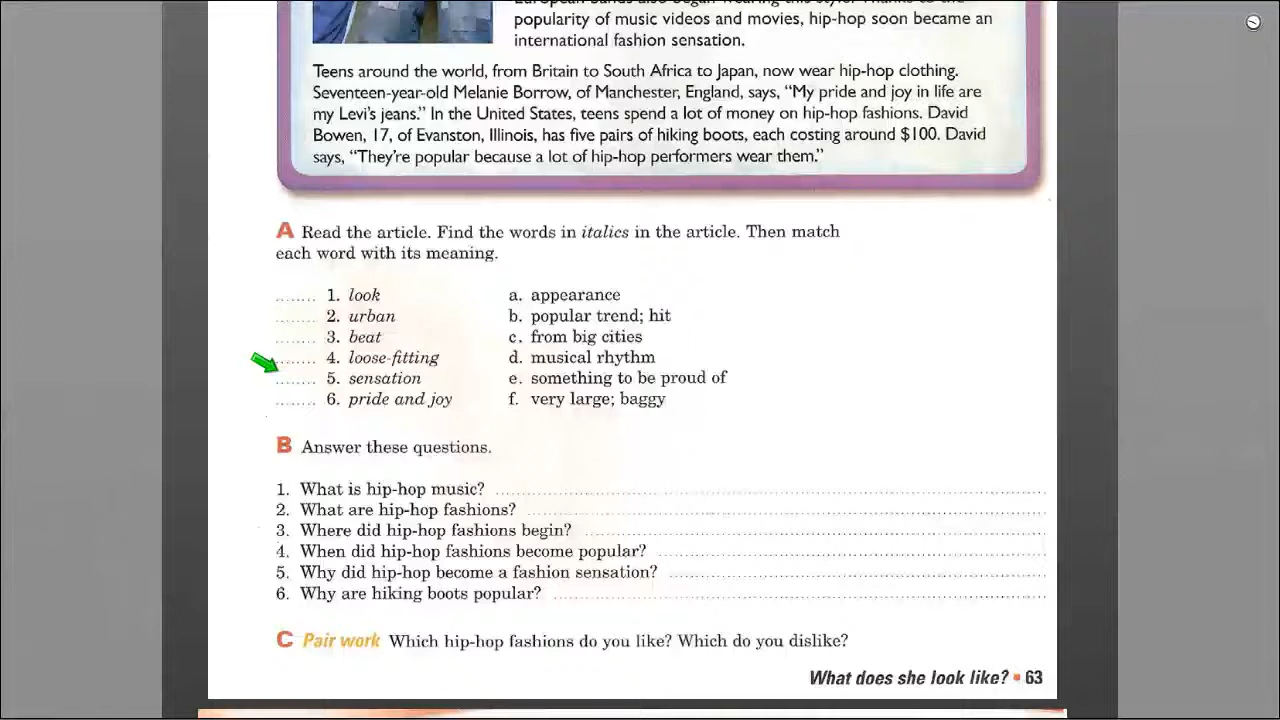 popularity of music videos and movies, hip-hop soon became an
international fashion sensation.
Teens around the world, from Britain to South Africa to Japan, now wear hip-hop clothing.
Seventeen-year-old Melanie Borrow, of Manchester, England, says, “My pride and joy in life are
my Levi’s jeans.” In the United States, teens spend a lot of money on hip-hop fashions. David
Bowen, 17, of Evanston, Illinois, has five pairs of hiking boots, each costing around $100. David
says, “They’re popular because a lot of hip-hop performers wear them.”
A Read the article. Find the words in italics in the article. Then match
each word with its meaning.
........ 1. look a. appearance
........ 2. urban b. popular trend; hit
........ 3. beat c. from big cities
........ 4. loose-fitting d. musical rhythm
........ 5. sensation e. something to be proud of
........ 6. pride and joy f. very large; baggy
B Answer these questions.
1. What is hip-hop music?
2. What are hip-hop fashions?
3. Where did hip-hop fashions begin?
4. When did hip-hop fashions become popular?
5. Why did hip-hop become a fashion sensation?
6. Why are hiking boots popular?
C Pair work Which hip-hop fashions do you like? Which do you dislike?
What does she look like? • 63